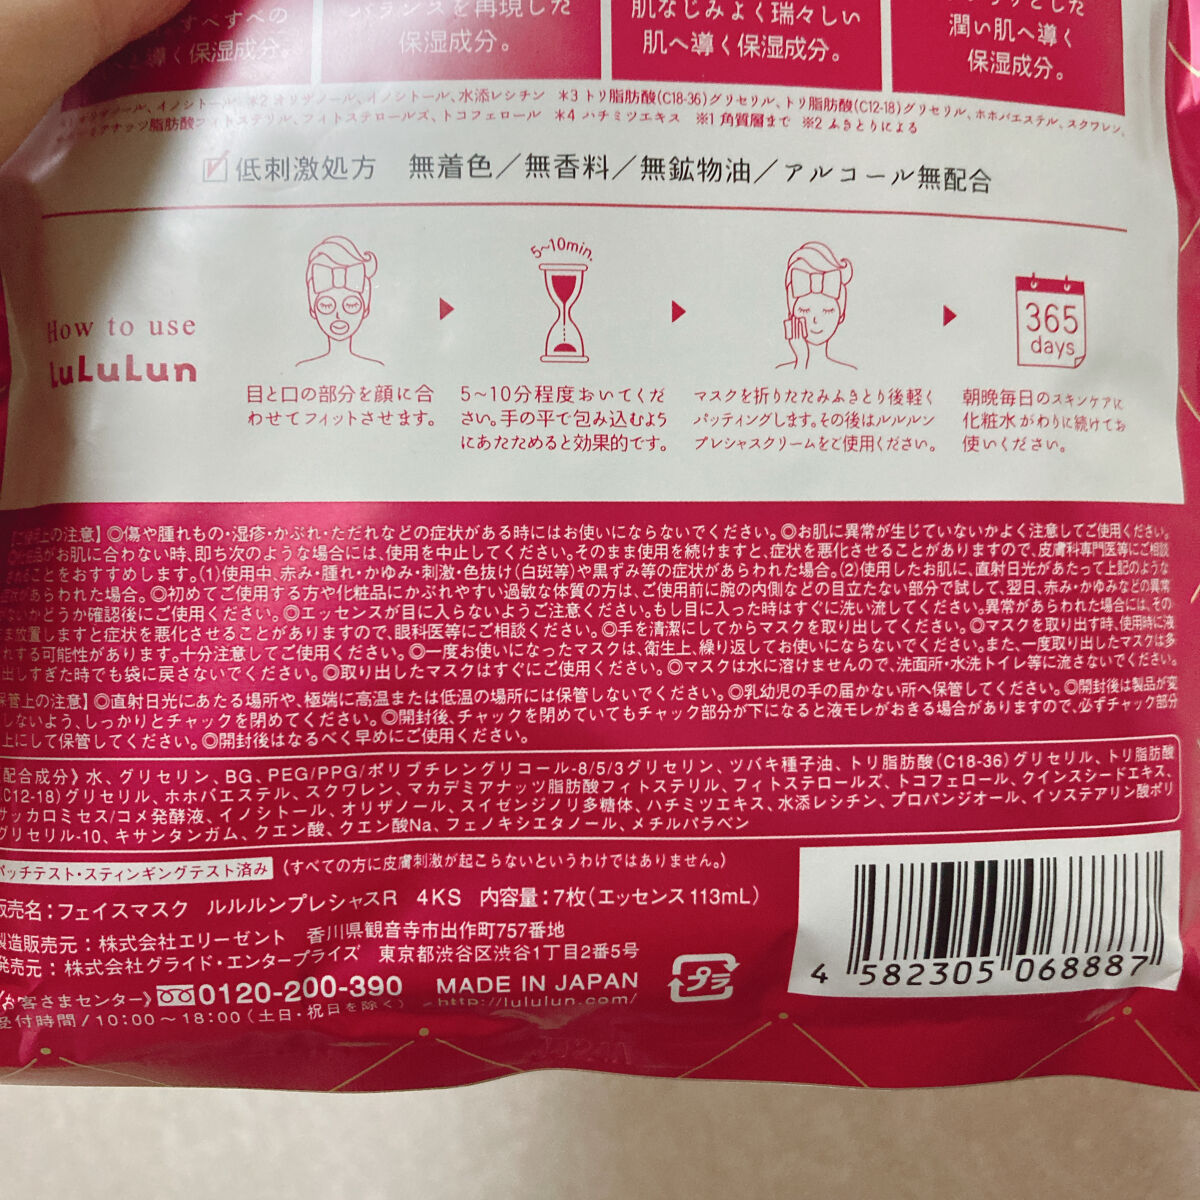 すべすべの
バランスを再現した
肌なじみよく瑞々しい
した
く保湿成分。
保湿成分。
肌へ導く保湿成分。
潤い肌へ導く
保湿成分。
オリザノール、イノシトール ＊2 オリザノール、イノシトール、水添レシチン ＊3 トリ脂肪酸(C18-36)グリセリル、トリ脂肪酸(C12-18)グリセリル、ホホバエステル、スクワレン、
マカデミアナッツ脂肪酸フィトステリル、フィトステロールズ、トコフェロール ＊4 ハチミツエキス ※1 角質層まで ※2 ふきとりによる
低刺激処方 無着色／無香料／無鉱物油／アルコール無配合
5~10min.
365
days
How to use
LuLuLun
目と口の部分を顔に合
わせてフィットさせます。
5~10分程度おいてくだ
さい。手の平で包み込むよう
にあたためると効果的です。
マスクを折りたたみふきとり後軽く
パッティングします。その後はルルルン
プレシャスクリームをご使用ください。
朝晩毎日のスキンケアに
化粧水がわりに続けてお
使いください。
上の注意】◎傷や腫れもの・湿疹・かぶれ・ただれなどの症状がある時にはお使いにならないでください。◎お肌に異常が生じていないかよく注意してご使用ください。
化粧品がお肌に合わない時、即ち次のような場合には、使用を中止してください。そのまま使用を続けますと、症状を悪化させることがありますので、皮膚科専門医等にご相談
されることをおすすめします。(1)使用中、赤み・腫れ・かゆみ・刺激・色抜け(白斑等)や黒ずみ等の症状があらわれた場合。(2)使用したお肌に、直射日光があたって上記のような
症状があらわれた場合。◎初めてご使用する方や化粧品にかぶれやすい過敏な体質の方は、ご使用前に腕の内側などの目立たない部分で試して、翌日、赤み・かゆみなどの異常
がないかどうか確認後にご使用ください。◎エッセンスが目に入らないようご注意ください。もし目に入った時はすぐに洗い流してください。異常があらわれた場合には、その
まま放置しますと症状を悪化させることがありますので、眼科医等にご相談ください。◎手を清潔にしてからマスクを取り出してください。◎マスクを取り出す時、使用時に液
だれする可能性があります。十分注意してご使用ください。◎一度お使いになったマスクは、衛生上、繰り返してお使いにならないでください。また、一度取り出したマスクは多
く出しすぎた時でも袋に戻さないでください。◎取り出したマスクはすぐにご使用ください。◎マスクは水に溶けませんので、洗面所・水洗トイレ等に流さないでください。
保管上の注意】◎直射日光にあたる場所や、極端に高温または低温の場所には保管しないでください。◎乳幼児の手の届かない所へ保管してください。◎開封後は製品が変
しないよう、しっかりとチャックを閉めてください。◎開封後、チャックを閉めていてもチャック部分が下になると液モレがおきる場合がありますので、必ずチャック部分
上にして保管してください。◎開封後はなるべく早めにご使用ください。
配合成分》水、グリセリン、BG、PEG/PPG/ポリブチレングリコール-8/5/3グリセリン、ツバキ種子油、トリ脂肪酸(C18-36)グリセリル、トリ脂肪酸
(C12-18)グリセリル、ホホバエステル、スクワレン、マカデミアナッツ脂肪酸フィトステリル、フィトステロールズ、トコフェロール、クインスシードエキス、
サッカロミセス/コメ発酵液、イノシトール、オリザノール、スイゼンジノリ多糖体、ハチミツエキス、水添レシチン、プロパンジオール、イソステアリン酸ポリ
グリセリル-10、キサンタンガム、クエン酸、クエン酸Na、フェノキシエタノール、メチルパラベン
パッチテスト・スティンギングテスト済み (すべての方に皮膚刺激が起こらないというわけではありません。)
販売名：フェイスマスク ルルルンプレシャスR 4KS 内容量：7枚(エッセンス113mL)
製造販売元：株式会社エリーゼント 香川県観音寺市出作町757番地
発売元：株式会社グライド・エンタープライズ 東京都渋谷区渋谷1丁目2番5号
お客さまセンター》0120-200-390 MADE IN JAPAN
受付時間/10:00～18:00(土日・祝日を除く) http://lululun.com/
プラ
4 582305 068887